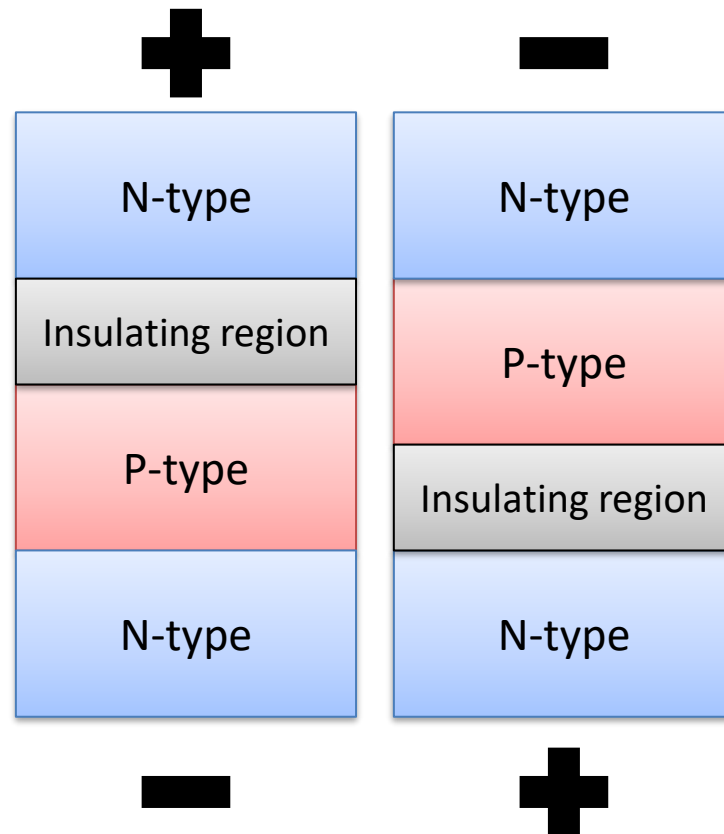 +
-
N-type
N-type
Insulating region
P-type
P-type
Insulating region
N-type
N-type
-
+